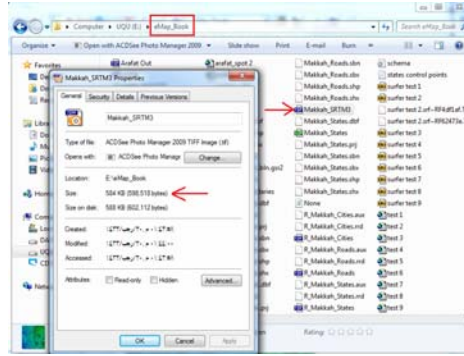 Computer ▸ UQU (E:) ▸ eMap_Book
Search eMap_Book
Organize
Open with ACDSee Photo Manager 2009
Slide show
Print
E-mail
Burn
Favorites
Arafat Out
arafat_spot 2
Makkah_Roads.sbn
schema
Makkah_Roads.sbx
states control points
Makkah_Roads.shp
surfer test 1
Makkah_Roads.shx
surfer test 2
Makkah_SRTM3
Makkah_States.dbf
Makkah_States
surfer test 3
Makkah_States.prj
surfer test 4
Makkah_States.sbn
surfer test 5
Makkah_States.sbx
surfer test 6
Makkah_States.shp
surfer test 7
Makkah_States.shx
surfer test 8
None
R_Makkah_Cities.aux
test 1
R_Makkah_Cities.rrd
test 2
R_Makkah_Cities
test 3
R_Makkah_Roads.aux
test 4
R_Makkah_Roads.rrd
test 5
R_Makkah_Roads
test 6
R_Makkah_States.aux
test 7
R_Makkah_States.rrd
test 8
R_Makkah_States
test 9
Makkah_SRTM3 Properties
General
Security
Details
Previous Versions
Makkah_SRTM3
Type of file:
ACDSee Photo Manager 2009 TIFF Image (.tif)
Opens with:
ACDSee Photo Manage
Change...
Location:
E:\eMap_Book
Size:
584 KB (598,518 bytes)
Size on disk:
588 KB (602,112 bytes)
Created:
Modified:
Accessed:
Attributes:
Read-only
Hidden
Advanced...
OK
Cancel
Apply
Rating: